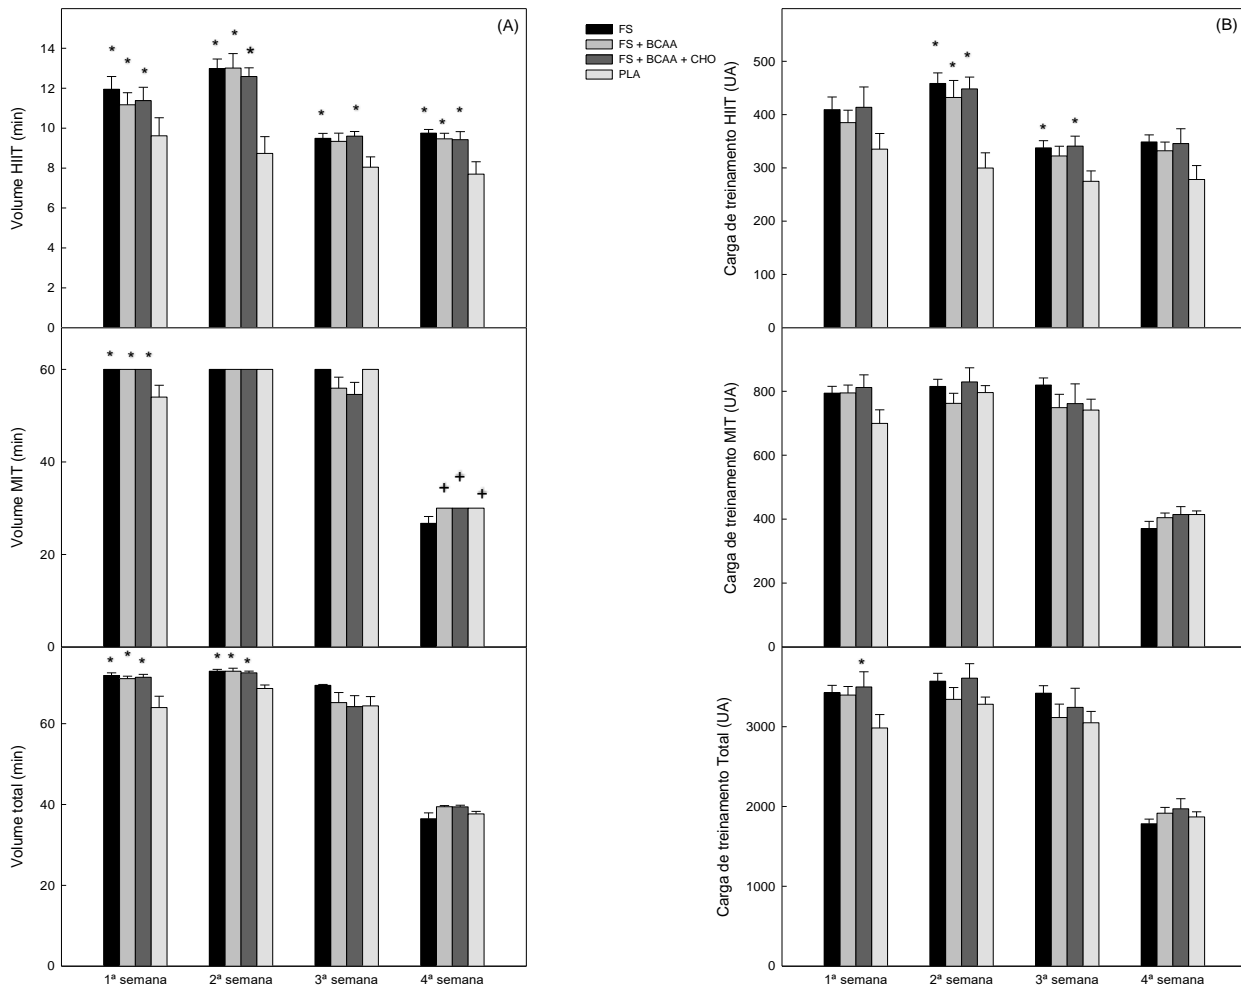 (A)
FS
FS + BCAA
FS + BCAA + CHO
PLA
(B)
Volume HIIT (min)
14
12
10
8
6
4
2
0
* * *
* * *
* *
* * *
Carga de treinamento HIIT (UA)
500
400
300
200
100
0
* * *
* *
Volume MIT (min)
60
40
20
0
* * *
+ + +
Carga de treinamento MIT (UA)
800
600
400
200
0
Volume total (min)
60
40
20
0
* * *
* * *
1ª semana 2ª semana 3ª semana 4ª semana
Carga de treinamento Total (UA)
3000
2000
1000
0
*
1ª semana 2ª semana 3ª semana 4ª semana